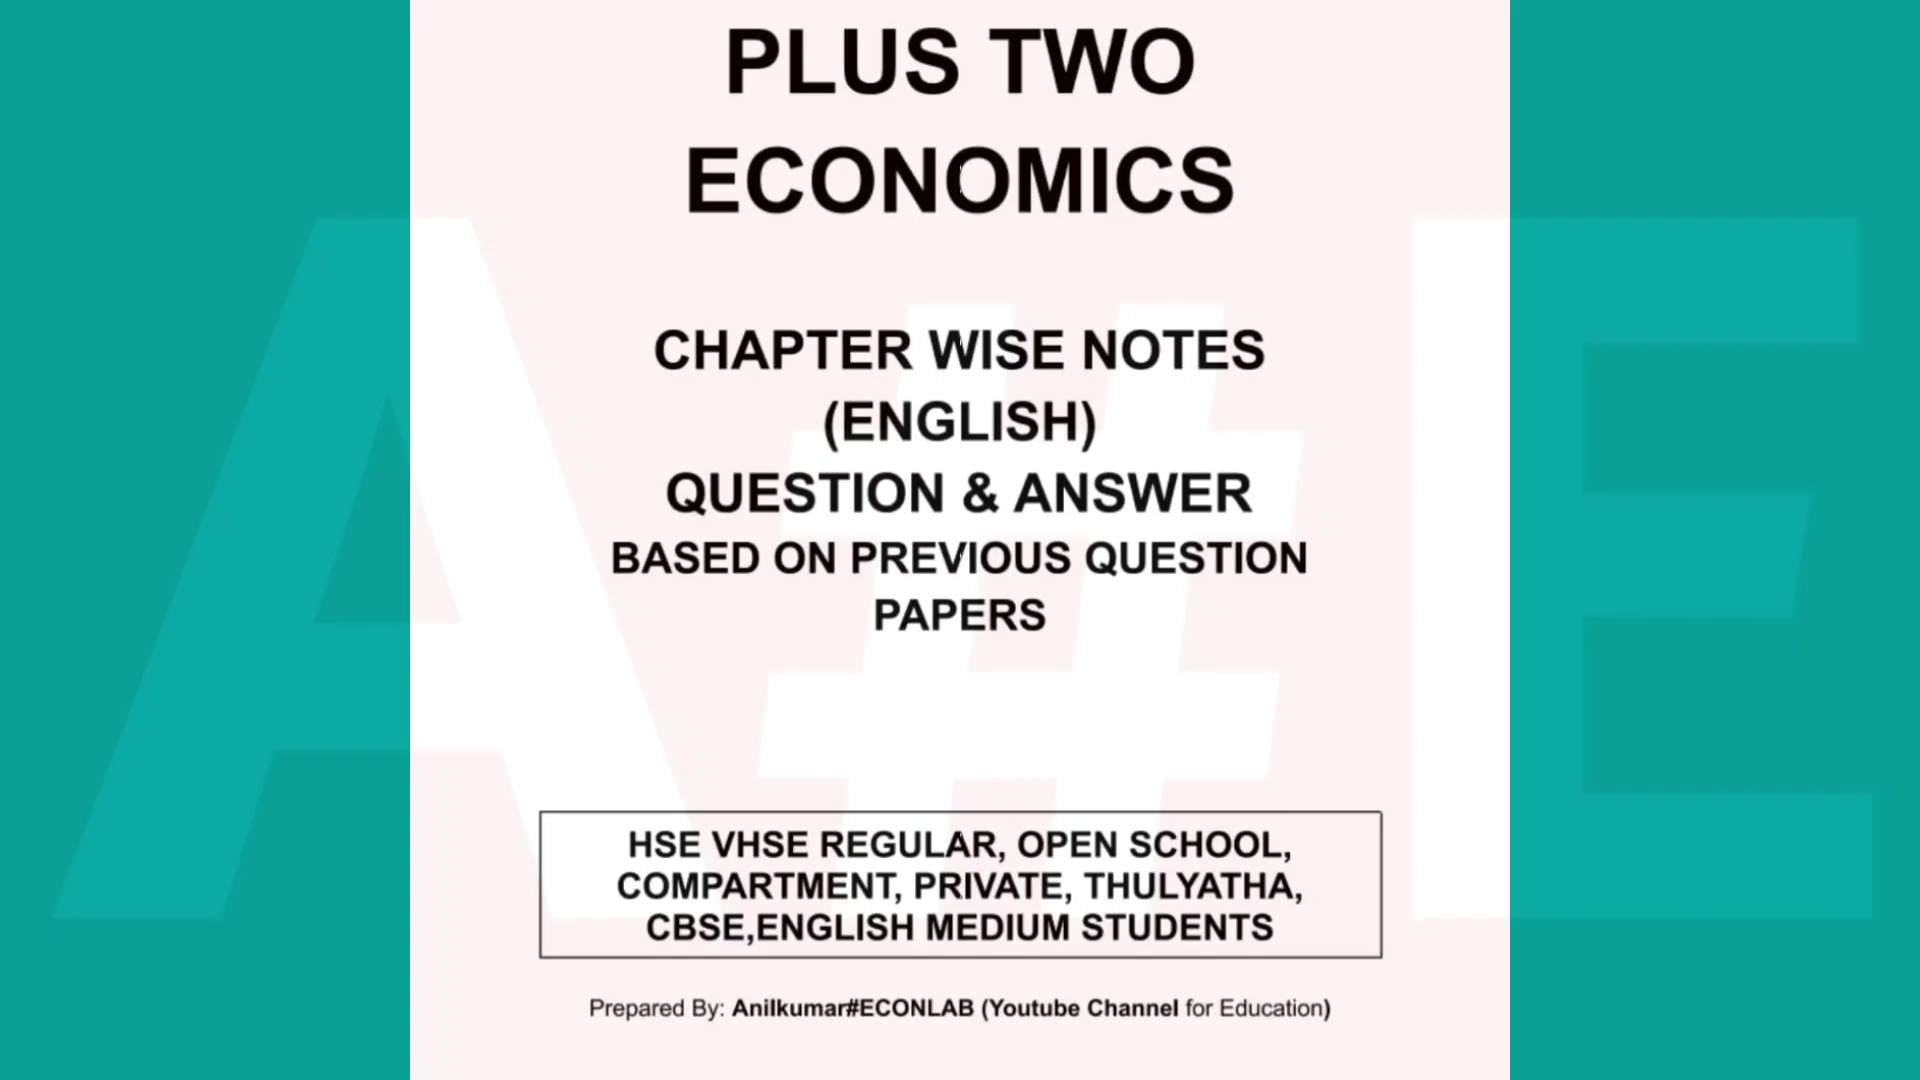 PLUS TWO
ECONOMICS
CHAPTER WISE NOTES
(ENGLISH)
QUESTION & ANSWER
BASED ON PREVIOUS QUESTION
PAPERS
HSE VHSE REGULAR, OPEN SCHOOL,
COMPARTMENT, PRIVATE, THULYATHA,
CBSE,ENGLISH MEDIUM STUDENTS
Prepared By: Anilkumar#ECONLAB (Youtube Channel for Education)
A#E